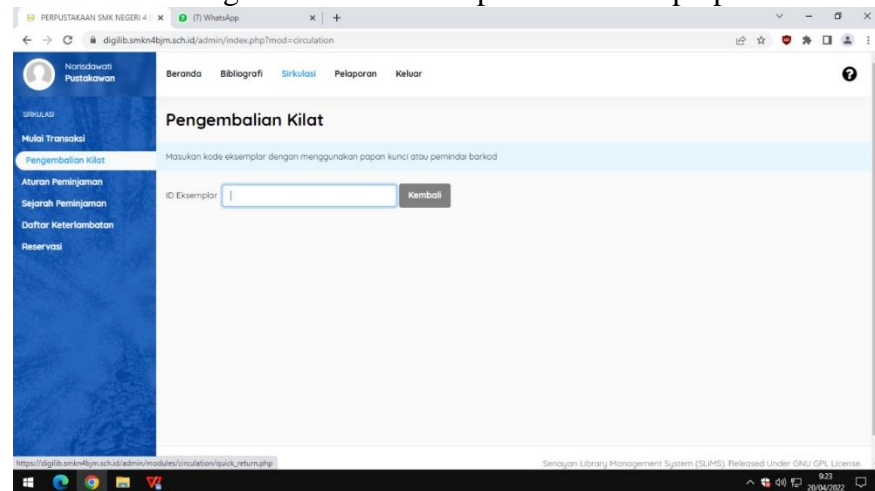 PERPUSTAKAAN SMK NEGERI 4 (7) WhatsApp
digilib.smkn4bjm.sch.id/admin/index.php?mod=circulation
Norisdawati
Pustakawan
Beranda Bibliografi Sirkulasi Pelaporan Keluar
SIRKULASI
Mulai Transaksi
Pengembalian Kilat
Aturan Peminjaman
Sejarah Peminjaman
Daftar Keterlambatan
Reservasi
Pengembalian Kilat
Masukan kode eksemplar dengan menggunakan papan kunci atau pemindai barkod
ID Eksemplar Kembali
https://digilib.smkn4bjm.sch.id/admin/modules/circulation/quick_return.php
Senayan Library Management System (SLiMS). Released Under GNU GPL License.
9:23
20/04/2022